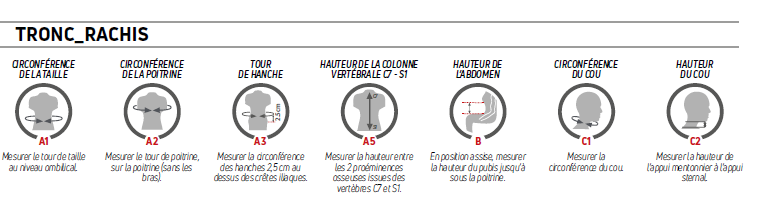 TRONC_RACHIS
CIRCONFÉRENCE
DE LA TAILLE
A1
Mesurer le tour de taille
au niveau ombilical.
CIRCONFÉRENCE
DE LA POITRINE
A2
Mesurer le tour de poitrine,
sur la poitrine (sans les
bras).
TOUR
DE HANCHE
2,5 cm
A3
Mesurer la circonférence
des hanches 2,5 cm au
dessus des crêtes iliaques.
HAUTEUR DE LA COLONNE
VERTÉBRALE C7 - S1
A5
Mesurer la hauteur entre
les 2 proéminences
osseuses issues des
vertèbres C7 et S1.
HAUTEUR DE
L'ABDOMEN
B
En position assise, mesurer
la hauteur du pubis jusqu'à
sous la poitrine.
CIRCONFÉRENCE
DU COU
C1
Mesurer la
circonférence du cou.
HAUTEUR
DU COU
C2
Mesurer la hauteur de
l'appui mentonnier à l'appui
sternal.